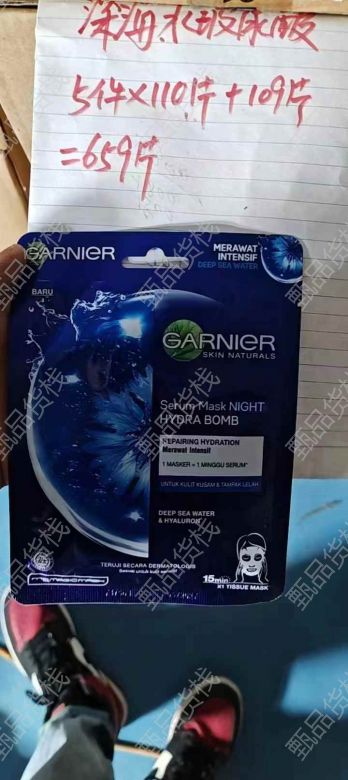 深海水玻尿酸
5件×110片+109片
=659片
GARNIER
MERAWAT
INTENSIF
DEEP SEA WATER
BARU
GARNIER
SKIN NATURALS
Serum Mask NIGHT
HYDRA BOMB
REPAIRING HYDRATION
Merawat Intensif
1 MASKER = 1 MINGGU SERUM*
UNTUK KULIT KUSAM & TAMPAK LELAH
DEEP SEA WATER
& HYALURON
TERUJI SECARA DERMATOLOGIS
15min
X1 TISSUE MASK
甄品货栈